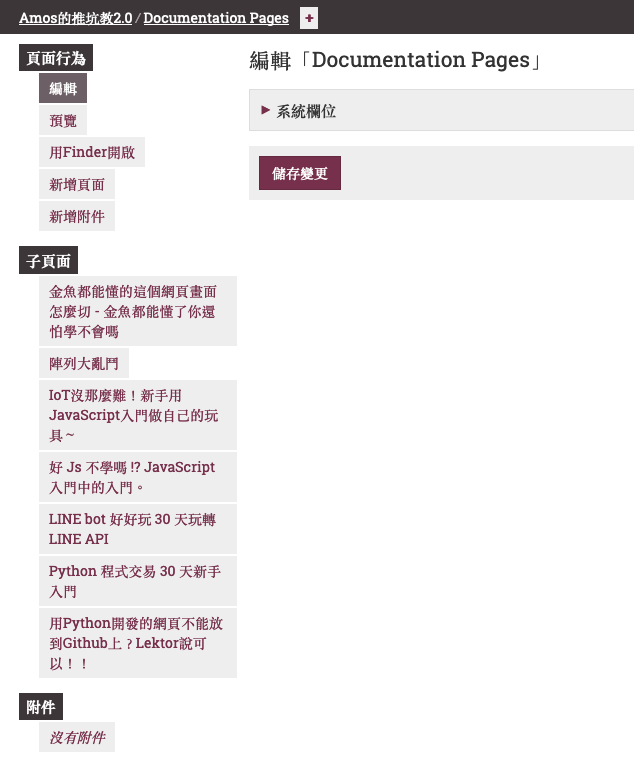 Amos的推坑教2.0 / Documentation Pages +
頁面行為
編輯
預覽
用Finder開啟
新增頁面
新增附件
子頁面
金魚都能懂的這個網頁畫面
怎麼切 - 金魚都能懂了你還
怕學不會嗎
陣列大亂鬥
IoT沒那麼難！新手用
JavaScript入門做自己的玩
具～
好 Js 不學嗎 !? JavaScript
入門中的入門。
LINE bot 好好玩 30 天玩轉
LINE API
Python 程式交易 30 天新手
入門
用Python開發的網頁不能放
到Github上？Lektor說可
以！！
附件
沒有附件
編輯「Documentation Pages」
系統欄位
儲存變更